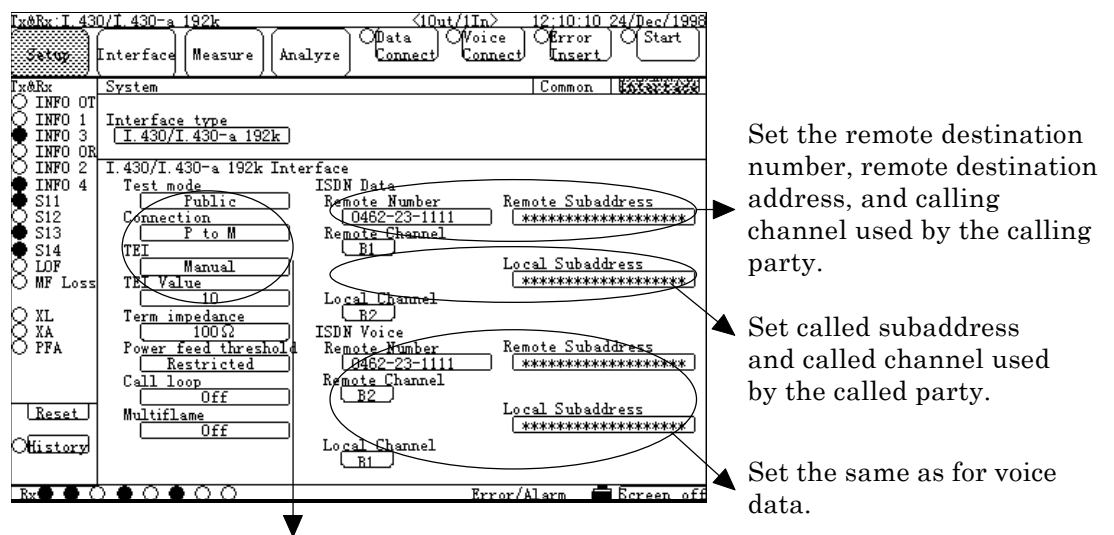 Tx&Rx:I.430/I.430-a 192k <1Out/1In> 12:10:10 24/Dec/1998
Setup Interface Measure Analyze Data Connect Voice Connect Error Insert Start
Tx&Rx
INFO OT
INFO 1
INFO 3
INFO OR
INFO 2
INFO 4
S11
S12
S13
S14
LOF
MF Loss
XL
XA
PFA
Reset
History
System Common Interface
Interface type
I.430/I.430-a 192k
I.430/I.430-a 192k Interface
Test mode
Public
Connection
P to M
TEI
Manual
TEI Value
10
Term impedance
100Ω
Power feed threshold
Restricted
Call loop
Off
Multiflame
Off
ISDN Data
Remote Number Remote Subaddress
0462-23-1111 *******************
Remote Channel
B1
Local Subaddress
*******************
Local Channel
B2
ISDN Voice
Remote Number Remote Subaddress
0462-23-1111 *******************
Remote Channel
B2
Local Subaddress
*******************
Local Channel
B1
Rx Error/Alarm Screen off
Set the remote destination
number, remote destination
address, and calling
channel used by the calling
party.
Set called subaddress
and called channel used
by the called party.
Set the same as for voice
data.